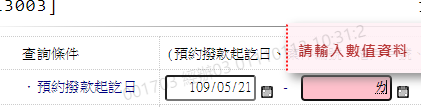 3003]
請輸入數值資料
查詢條件 (預約撥款起訖日、
· 預約撥款起訖日 109/05/21 -